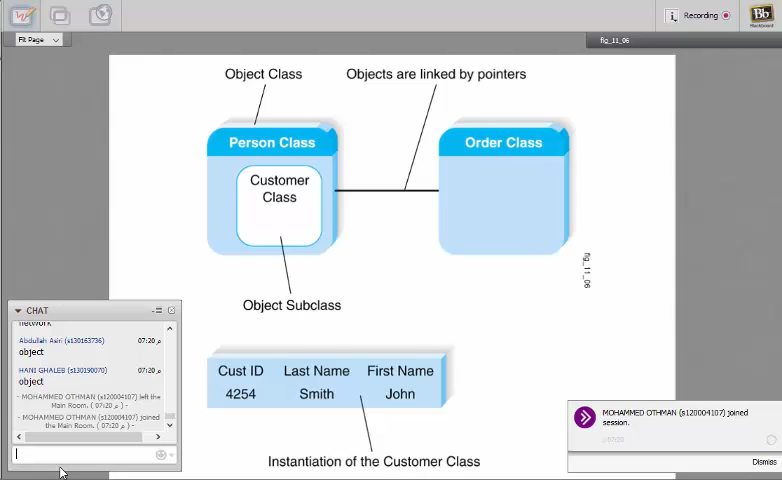 Recording
Bb
Blackboard
Fit Page
fig_11_06
Object Class
Objects are linked by pointers
Person Class
Order Class
Customer
Class
fig_11_06
Object Subclass
Cust ID Last Name First Name
4254 Smith John
Instantiation of the Customer Class
CHAT
network
Abdullah Asiri (s130163736) 07:20 م
object
HANI GHALEB (s130190070) 07:20 م
object
- MOHAMMED OTHMAN (s120004107) left the
Main Room. ( 07:20 م ) -
- MOHAMMED OTHMAN (s120004107) joined
the Main Room. ( 07:20 م ) -
MOHAMMED OTHMAN (s120004107) joined
session.
07:20
Dismiss